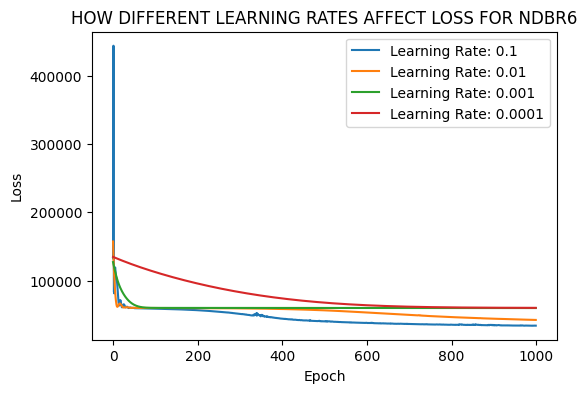 HOW DIFFERENT LEARNING RATES AFFECT LOSS FOR NDBR6
Learning Rate: 0.1
Learning Rate: 0.01
Learning Rate: 0.001
Learning Rate: 0.0001
400000
300000
200000
100000
Loss
0 200 400 600 800 1000
Epoch